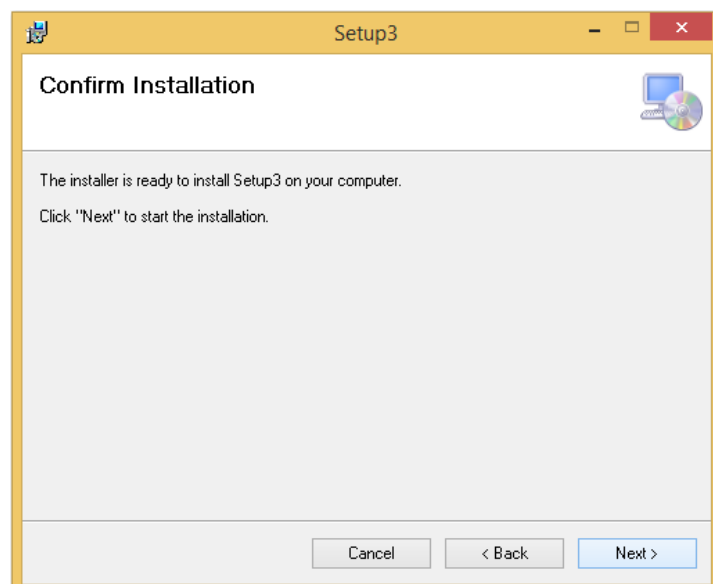 Setup3
Confirm Installation
The installer is ready to install Setup3 on your computer.
Click "Next" to start the installation.
Cancel
< Back
Next >